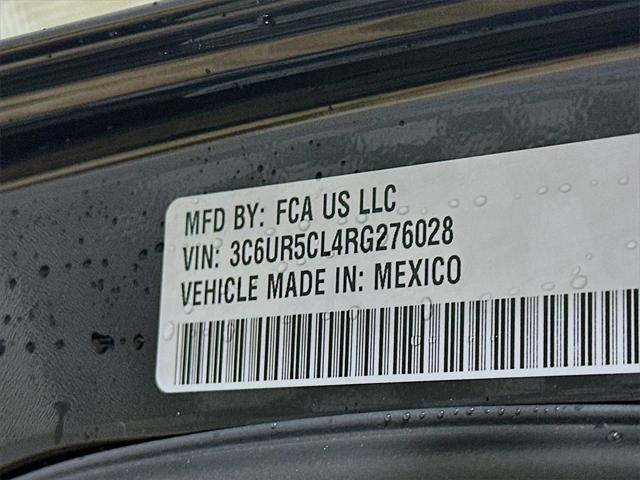 MFD BY: FCA US LLC
VIN: 3C6UR5CL4RG276028
VEHICLE MADE IN: MEXICO